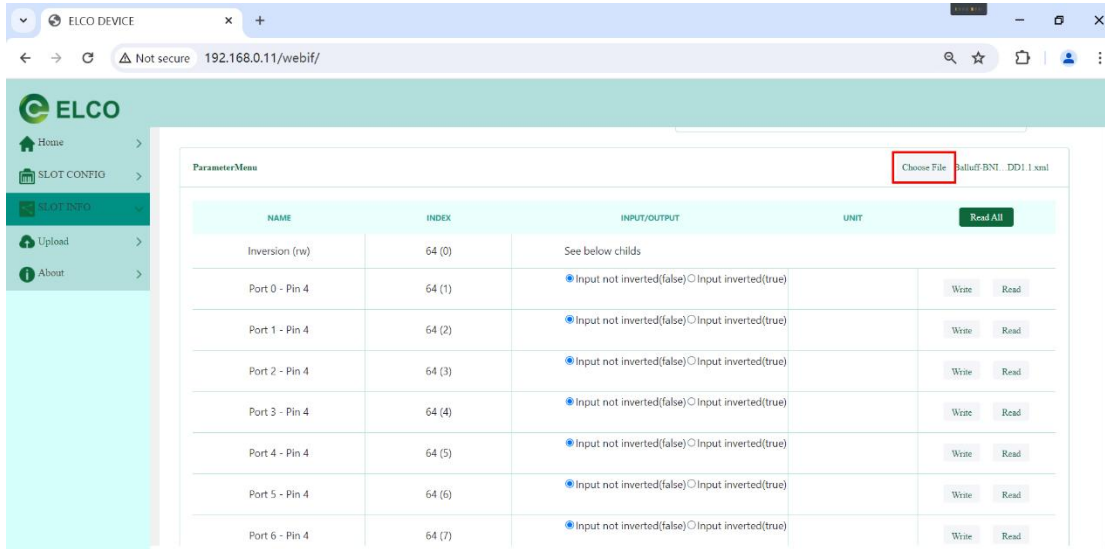 ELCO DEVICE
Not secure 192.168.0.11/webif/
ELCO
Home
SLOT CONFIG
SLOT INFO
Upload
About
ParameterMenu Choose File Balluff-BNI...DD1.1.xml
NAME INDEX INPUT/OUTPUT UNIT Read All
Inversion (rw) 64 (0) See below childs
Port 0 - Pin 4 64 (1) Input not inverted(false) Input inverted(true) Write Read
Port 1 - Pin 4 64 (2) Input not inverted(false) Input inverted(true) Write Read
Port 2 - Pin 4 64 (3) Input not inverted(false) Input inverted(true) Write Read
Port 3 - Pin 4 64 (4) Input not inverted(false) Input inverted(true) Write Read
Port 4 - Pin 4 64 (5) Input not inverted(false) Input inverted(true) Write Read
Port 5 - Pin 4 64 (6) Input not inverted(false) Input inverted(true) Write Read
Port 6 - Pin 4 64 (7) Input not inverted(false) Input inverted(true) Write Read